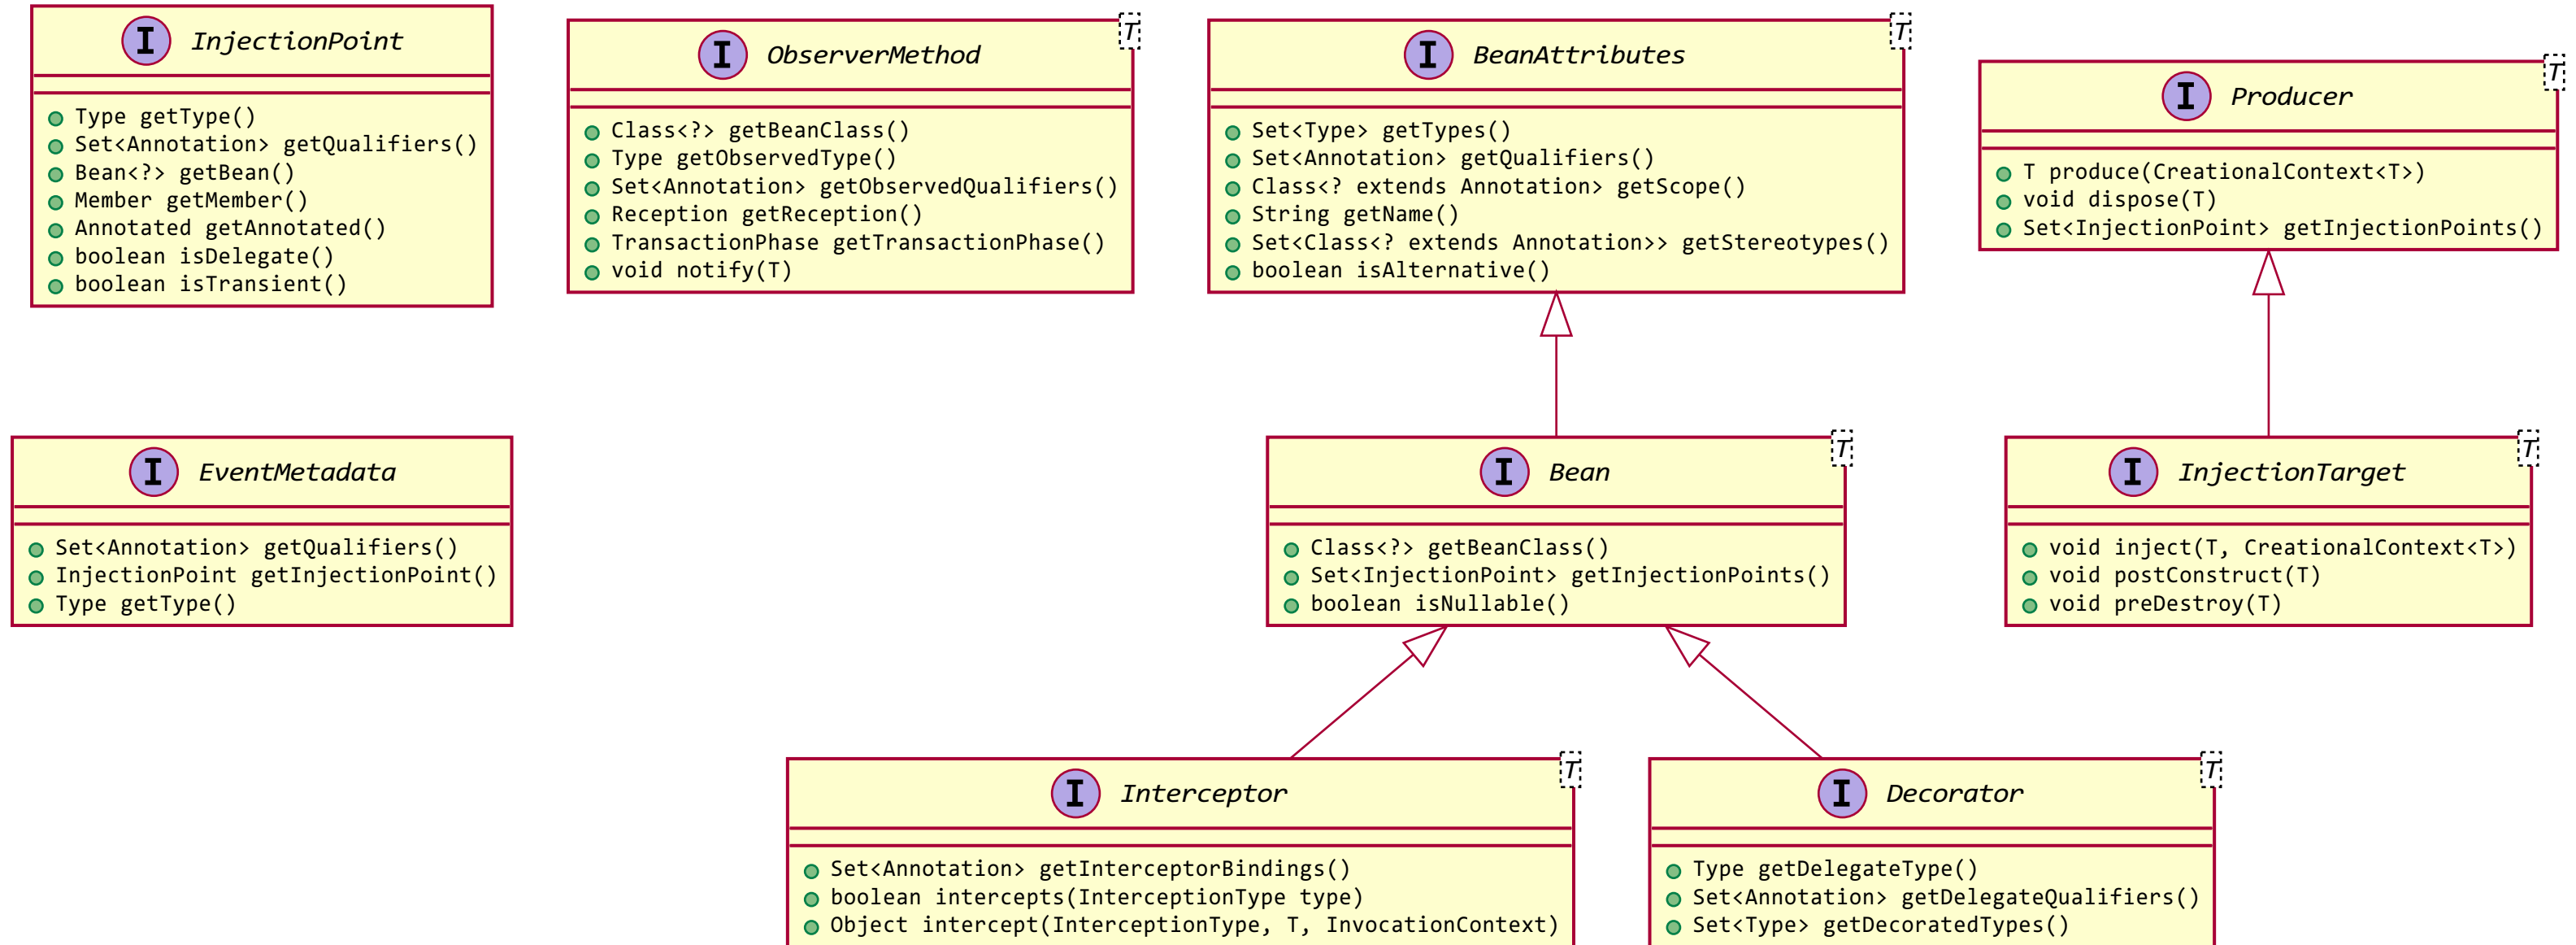 I InjectionPoint
Type getType()
Set<Annotation> getQualifiers()
Bean<?> getBean()
Member getMember()
Annotated getAnnotated()
boolean isDelegate()
boolean isTransient()
T
I ObserverMethod
Class<?> getBeanClass()
Type getObservedType()
Set<Annotation> getObservedQualifiers()
Reception getReception()
TransactionPhase getTransactionPhase()
void notify(T)
T
I BeanAttributes
Set<Type> getTypes()
Set<Annotation> getQualifiers()
Class<? extends Annotation> getScope()
String getName()
Set<Class<? extends Annotation>> getStereotypes()
boolean isAlternative()
T
I Producer
T produce(CreationalContext<T>)
void dispose(T)
Set<InjectionPoint> getInjectionPoints()
I EventMetadata
Set<Annotation> getQualifiers()
InjectionPoint getInjectionPoint()
Type getType()
T
I Bean
Class<?> getBeanClass()
Set<InjectionPoint> getInjectionPoints()
boolean isNullable()
T
I InjectionTarget
void inject(T, CreationalContext<T>)
void postConstruct(T)
void preDestroy(T)
T
I Interceptor
Set<Annotation> getInterceptorBindings()
boolean intercepts(InterceptionType type)
Object intercept(InterceptionType, T, InvocationContext)
T
I Decorator
Type getDelegateType()
Set<Annotation> getDelegateQualifiers()
Set<Type> getDecoratedTypes()